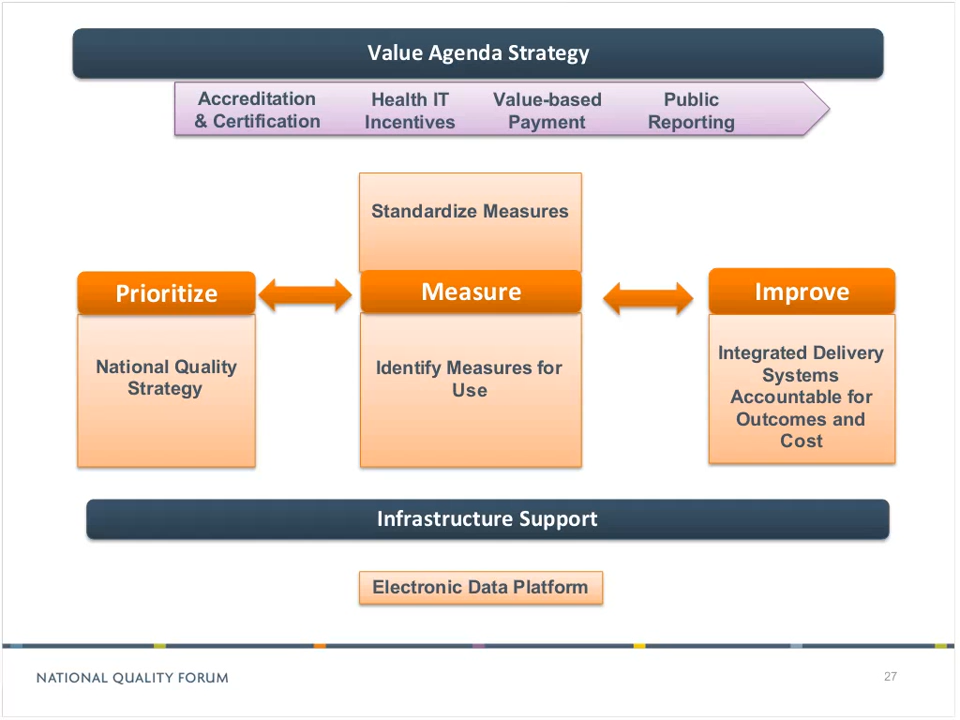 Value Agenda Strategy
Accreditation
& Certification
Health IT
Incentives
Value-based
Payment
Public
Reporting
Standardize Measures
Prioritize
Measure
Improve
National Quality
Strategy
Identify Measures for
Use
Integrated Delivery
Systems
Accountable for
Outcomes and
Cost
Infrastructure Support
Electronic Data Platform
NATIONAL QUALITY FORUM
27